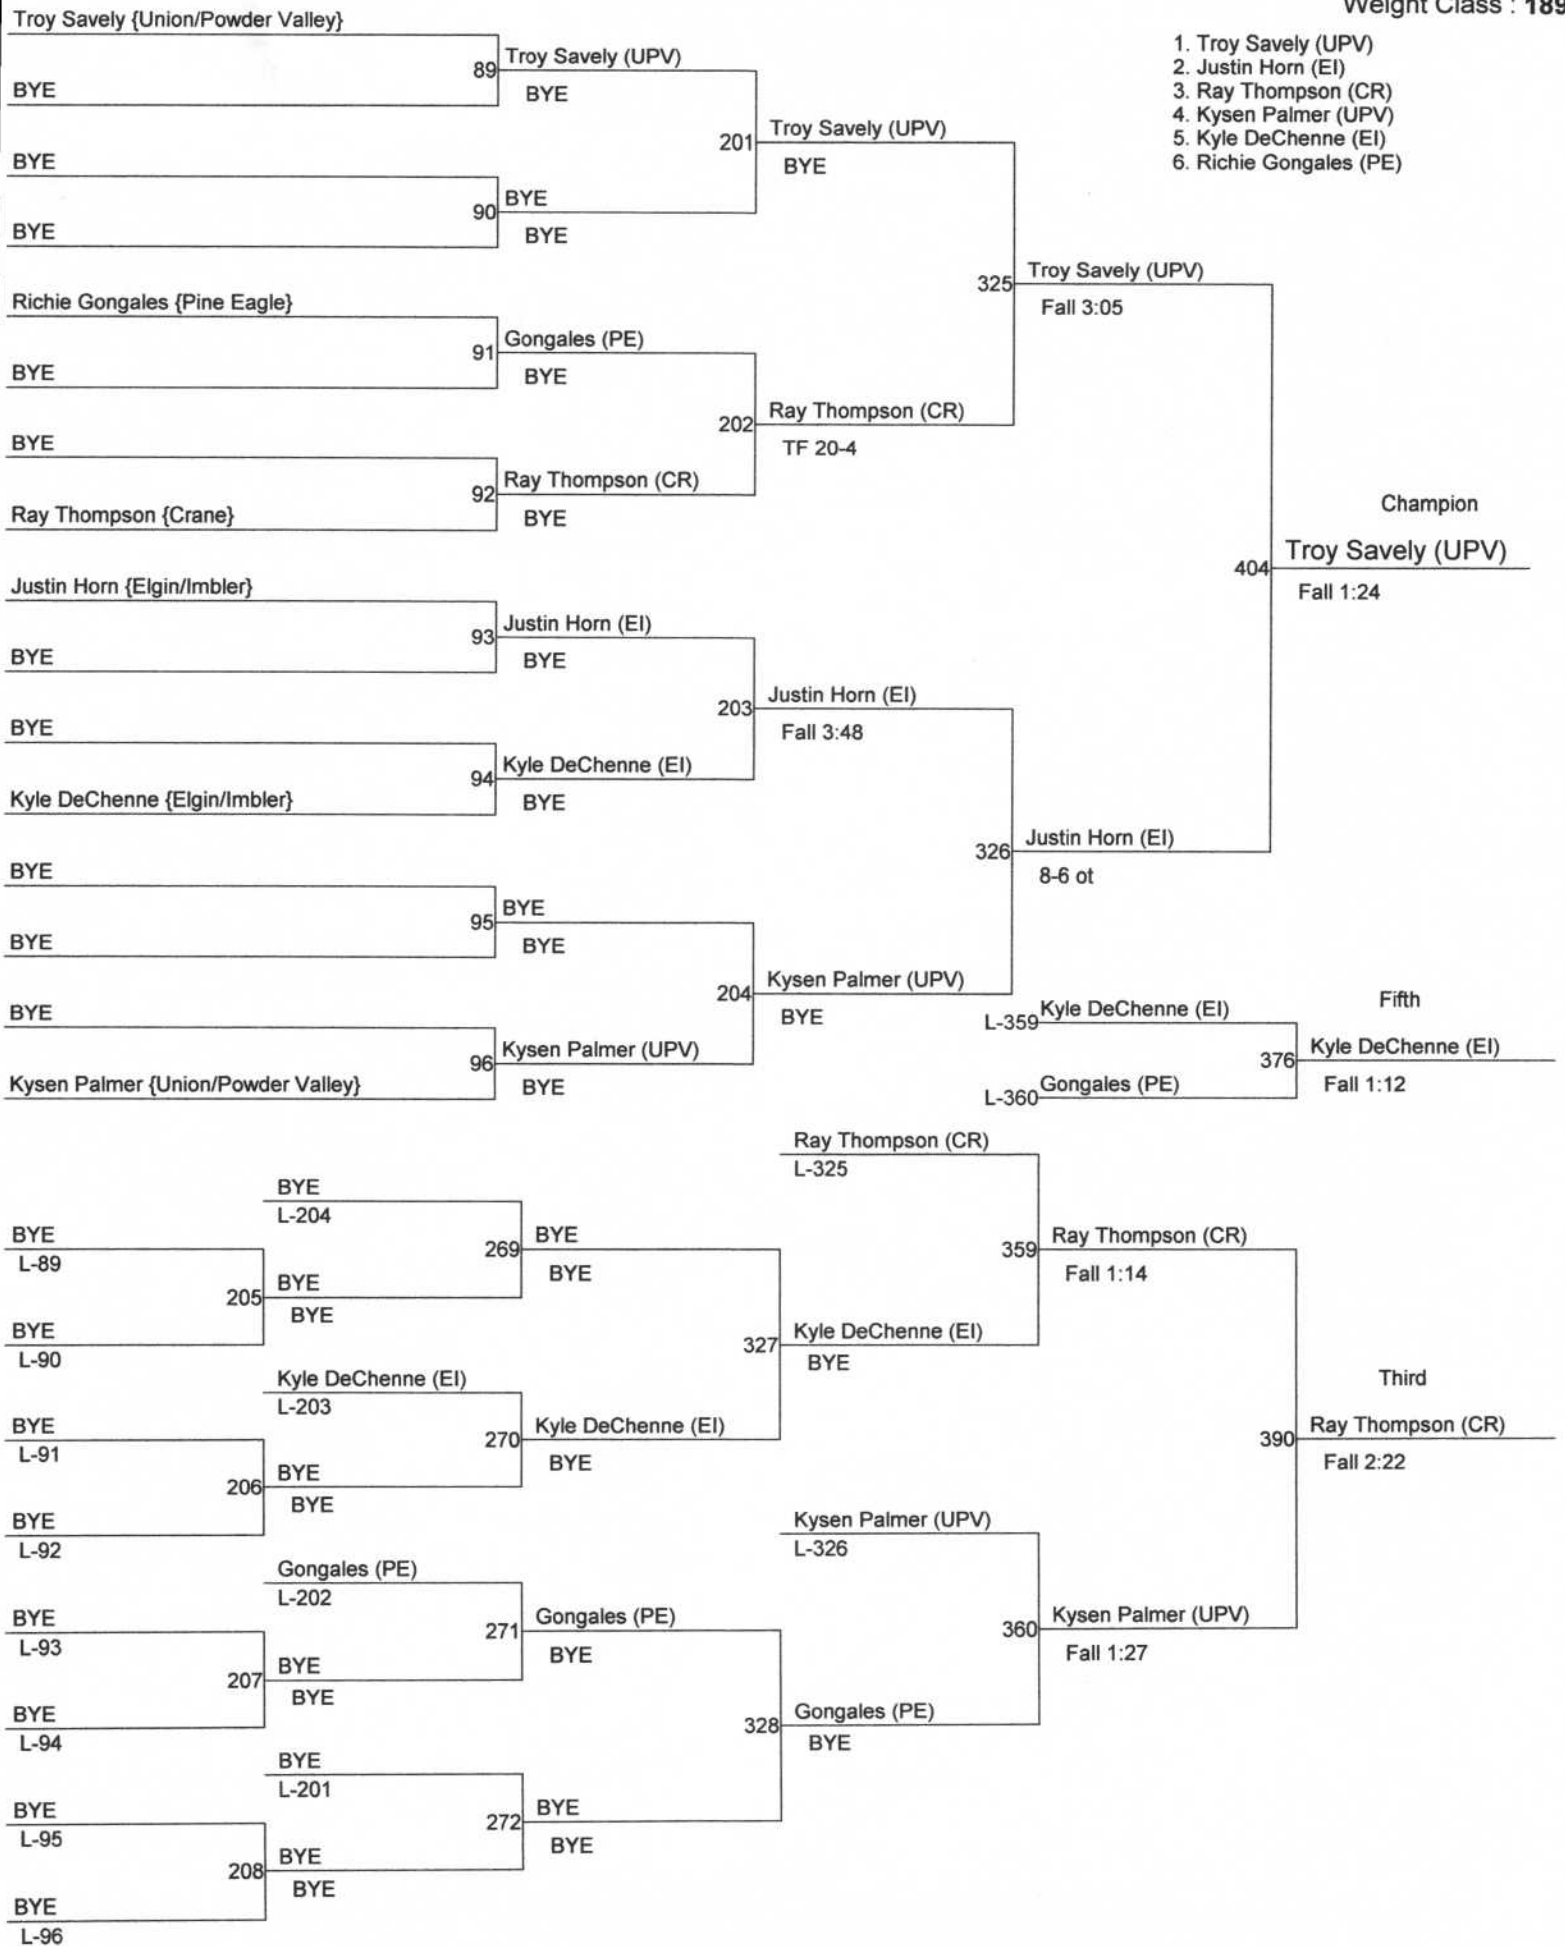 Weight Class : 189
1. Troy Savely (UPV)
2. Justin Horn (EI)
3. Ray Thompson (CR)
4. Kysen Palmer (UPV)
5. Kyle DeChenne (EI)
6. Richie Gongales (PE)
Troy Savely {Union/Powder Valley}
89
Troy Savely (UPV)
BYE
BYE
201
Troy Savely (UPV)
BYE
BYE
90
BYE
BYE
BYE
325
Troy Savely (UPV)
Fall 3:05
Richie Gongales {Pine Eagle}
91
Gongales (PE)
BYE
BYE
202
Ray Thompson (CR)
TF 20-4
BYE
92
Ray Thompson (CR)
BYE
Ray Thompson {Crane}
Champion
404
Troy Savely (UPV)
Fall 1:24
Justin Horn {Elgin/Imbler}
93
Justin Horn (EI)
BYE
BYE
203
Justin Horn (EI)
Fall 3:48
BYE
94
Kyle DeChenne (EI)
BYE
Kyle DeChenne {Elgin/Imbler}
326
Justin Horn (EI)
8-6 ot
BYE
95
BYE
BYE
BYE
204
Kysen Palmer (UPV)
BYE
BYE
96
Kysen Palmer (UPV)
BYE
Kysen Palmer {Union/Powder Valley}
Fifth
L-359
Kyle DeChenne (EI)
376
Kyle DeChenne (EI)
Fall 1:12
L-360
Gongales (PE)
Ray Thompson (CR)
L-325
BYE
L-204
BYE
L-89
269
BYE
BYE
359
Ray Thompson (CR)
Fall 1:14
205
BYE
BYE
BYE
L-90
327
Kyle DeChenne (EI)
BYE
Kyle DeChenne (EI)
L-203
Third
BYE
L-91
270
Kyle DeChenne (EI)
BYE
390
Ray Thompson (CR)
Fall 2:22
206
BYE
BYE
BYE
L-92
Kysen Palmer (UPV)
L-326
Gongales (PE)
L-202
BYE
L-93
271
Gongales (PE)
BYE
360
Kysen Palmer (UPV)
Fall 1:27
207
BYE
BYE
BYE
L-94
328
Gongales (PE)
BYE
BYE
L-201
BYE
L-95
272
BYE
BYE
208
BYE
BYE
BYE
L-96